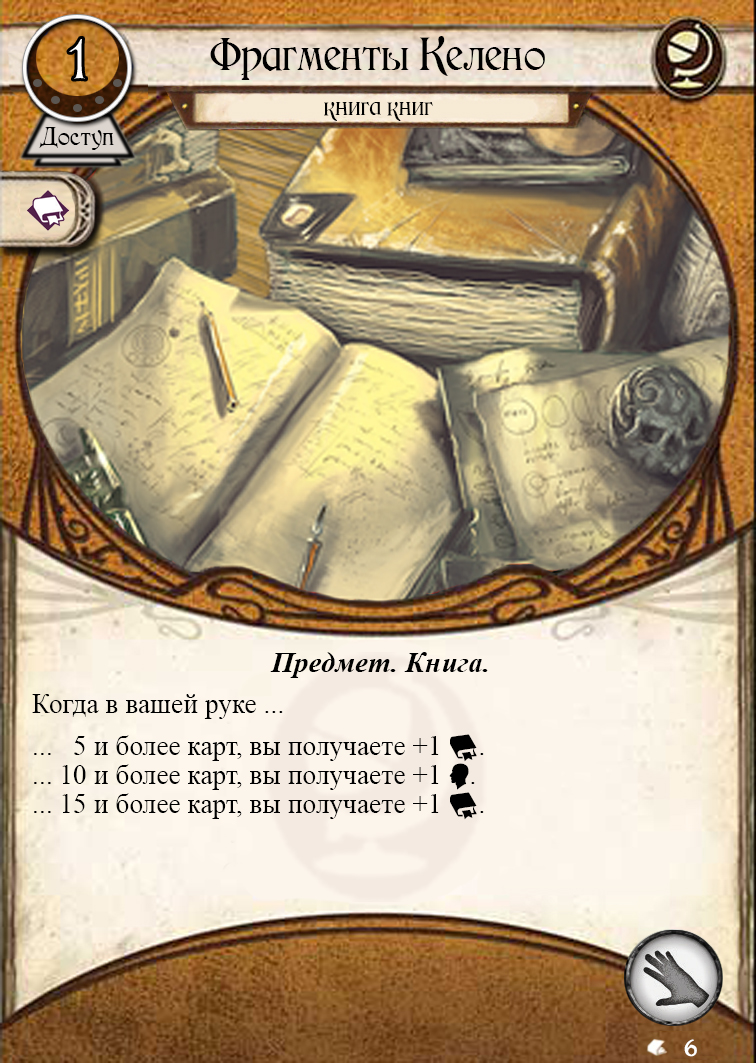 1
Фрагменты Келено
книга книг
Доступ
Предмет. Книга.
Когда в вашей руке ...
... 5 и более карт, вы получаете +1 .
... 10 и более карт, вы получаете +1 .
... 15 и более карт, вы получаете +1 .
6